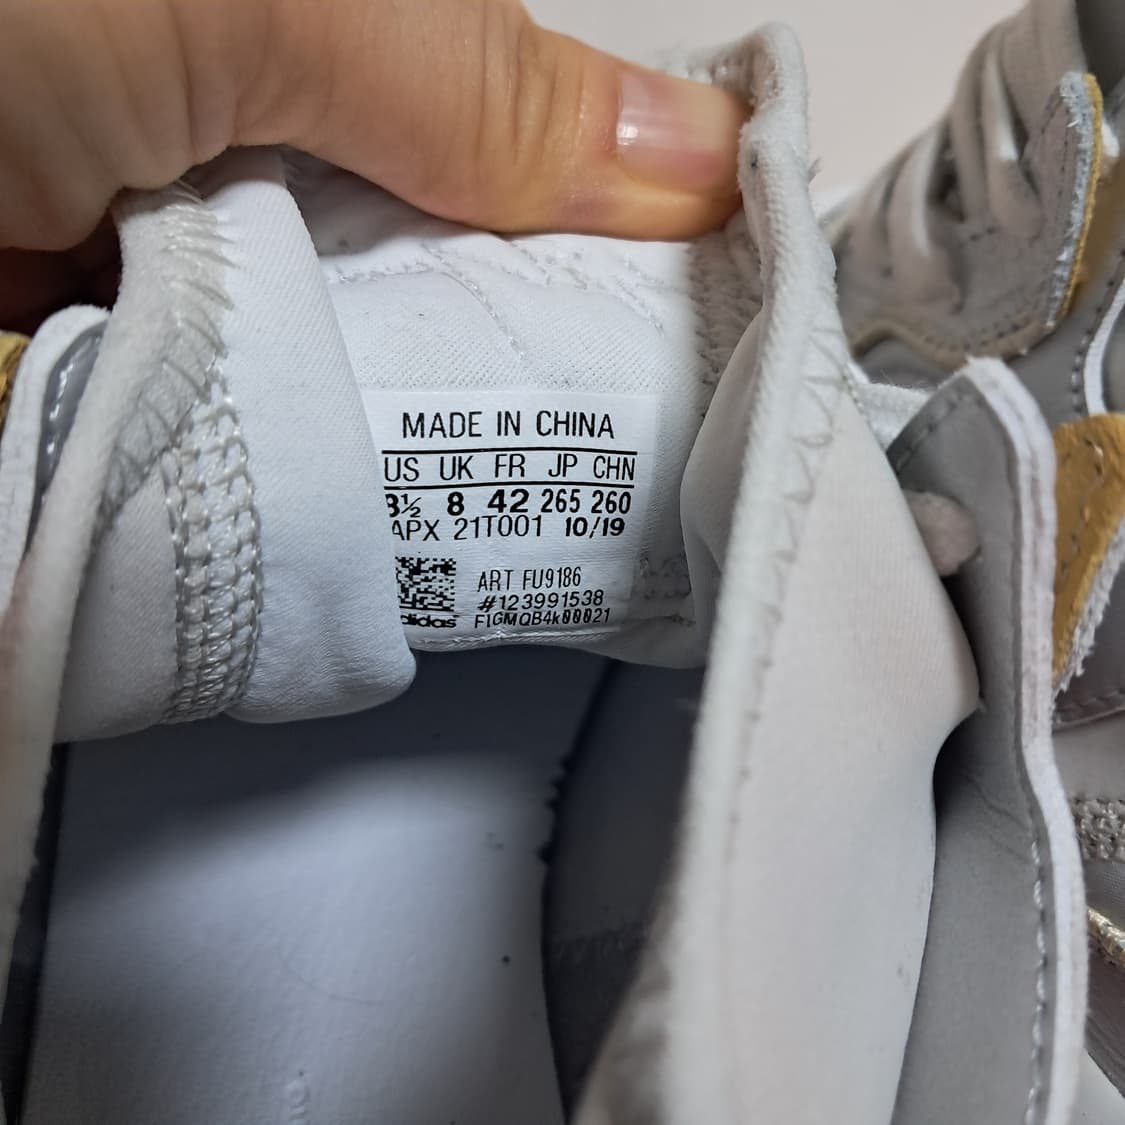 MADE IN CHINA
US UK FR JP CHN
8½ 8 42 265 260
APX 21T001 10/19
ART FU9186
#123991538
adidas F1GMQB4k00021